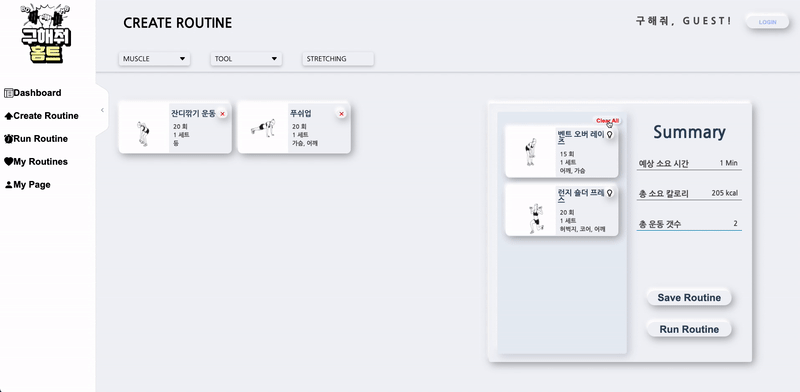 구해줘!
홈트
CREATE ROUTINE
구해줘, GUEST!
LOGIN
MUSCLE
TOOL
STRETCHING
Dashboard
Create Routine
Run Routine
My Routines
My Page
잔디깎기 운동
20 회
1 세트
등
푸쉬업
20 회
1 세트
가슴, 어깨
Clear All
벤트 오버 레이
즈
15 회
1 세트
어깨, 가슴
런지 숄더 프레
스
20 회
1 세트
허벅지, 코어, 어깨
Summary
예상 소요 시간 1 Min
총 소요 칼로리 205 kcal
총 운동 갯수 2
Save Routine
Run Routine